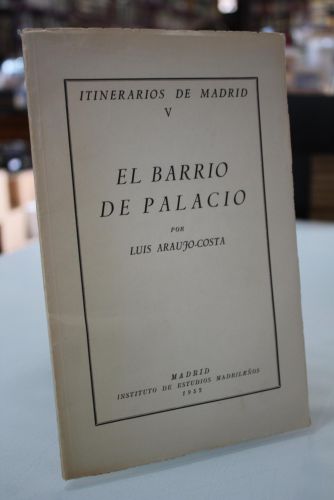 ITINERARIOS DE MADRID
V
EL BARRIO
DE PALACIO
POR
LUIS ARAUJO-COSTA
MADRID
INSTITUTO DE ESTUDIOS MADRILEÑOS
1952